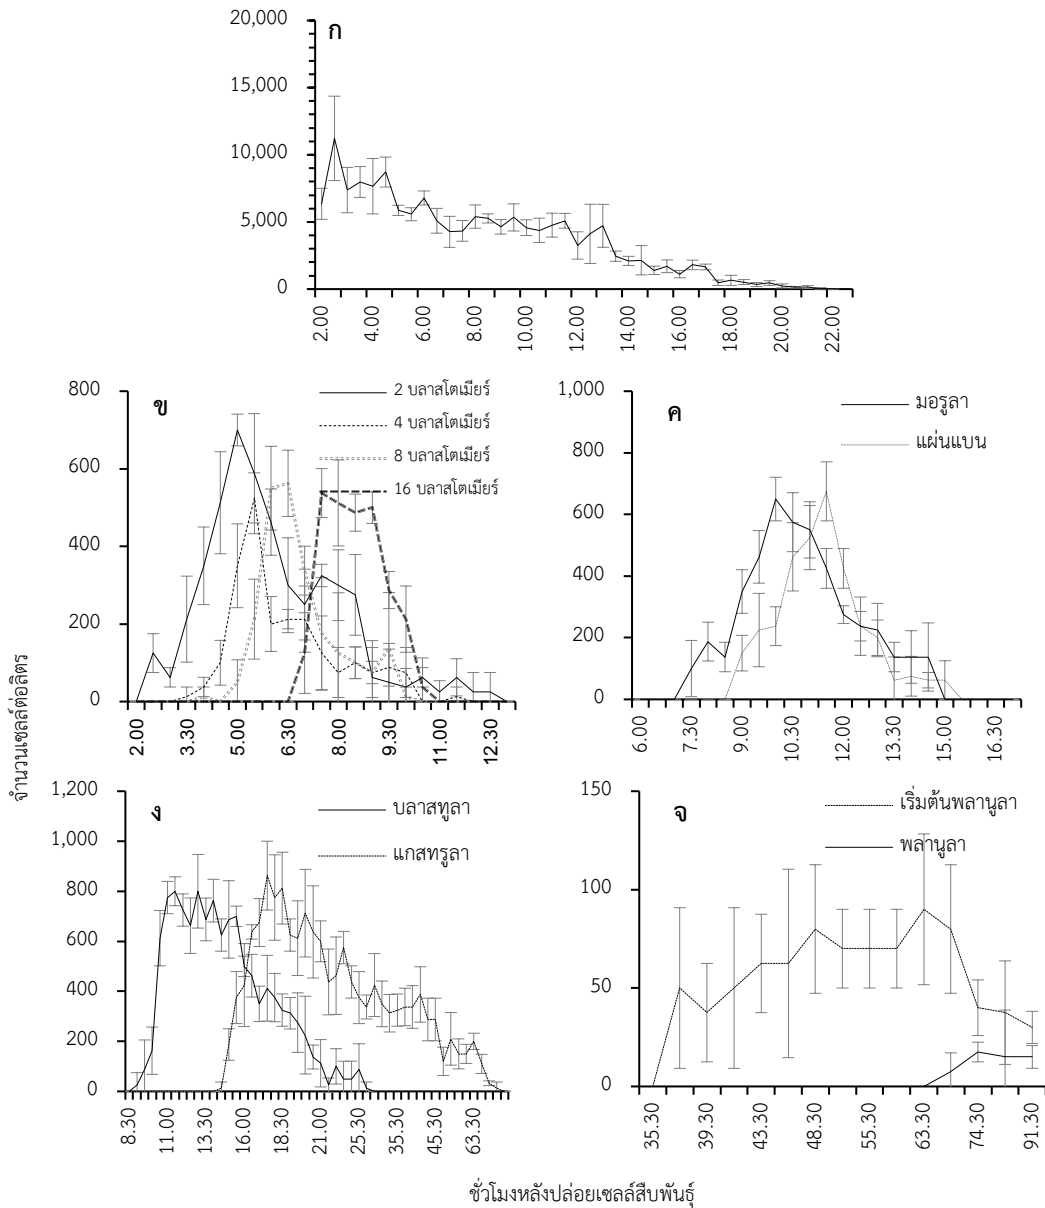 ก
20,000
15,000
10,000
5,000
0
2.00 4.00 6.00 8.00 10.00 12.00 14.00 16.00 18.00 20.00 22.00
ข
2 บลาสโตเมียร์
4 บลาสโตเมียร์
8 บลาสโตเมียร์
16 บลาสโตเมียร์
800
600
400
200
0
2.00 3.30 5.00 6.30 8.00 9.30 11.00 12.30
ค
มอรูลา
แผ่นแบน
1,000
800
600
400
200
0
6.00 7.30 9.00 10.30 12.00 13.30 15.00 16.30
จำนวนเซลล์ต่อลิตร
ง
บลาสทูลา
แกสทรูลา
1,200
1,000
800
600
400
200
0
8.30 11.00 13.30 16.00 18.30 21.00 25.30 35.30 45.30 63.30
จ
เริ่มต้นพลานูลา
พลานูลา
150
100
50
0
35.30 39.30 43.30 48.30 55.30 63.30 74.30 91.30
ชั่วโมงหลังปล่อยเซลล์สืบพันธุ์